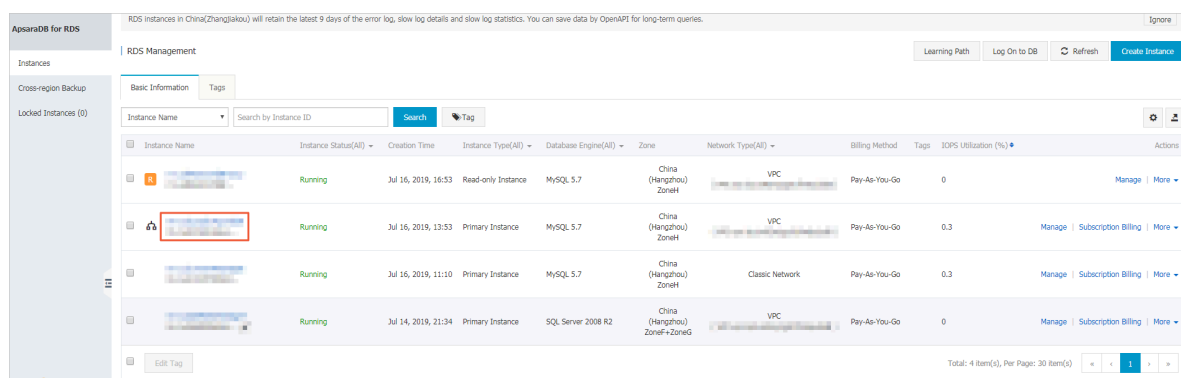 RDS instances in China(Zhangjiakou) will retain the latest 9 days of the error log, slow log details and slow log statistics. You can save data by OpenAPI for long-term queries.
Ignore
ApsaraDB for RDS
RDS Management
Learning Path
Log On to DB
Refresh
Create Instance
Instances
Cross-region Backup
Locked Instances (0)
Basic Information
Tags
Instance Name
Search by Instance ID
Search
Tag
Instance Name Instance Status(All) Creation Time Instance Type(All) Database Engine(All) Zone Network Type(All) Billing Method Tags IOPS Utilization (%) Actions
R Running Jul 16, 2019, 16:53 Read-only Instance MySQL 5.7
China
(Hangzhou)
ZoneH
VPC
Pay-As-You-Go 0 Manage | More
Running Jul 16, 2019, 13:53 Primary Instance MySQL 5.7
China
(Hangzhou)
ZoneH
VPC
Pay-As-You-Go 0.3 Manage | Subscription Billing | More
Running Jul 16, 2019, 11:10 Primary Instance MySQL 5.7
China
(Hangzhou)
ZoneH
Classic Network
Pay-As-You-Go 0.3 Manage | Subscription Billing | More
Running Jul 14, 2019, 21:34 Primary Instance SQL Server 2008 R2
China
(Hangzhou)
ZoneF+ZoneG
VPC
Pay-As-You-Go 0 Manage | Subscription Billing | More
Edit Tag
Total: 4 item(s), Per Page: 30 item(s) « ‹ 1 › »